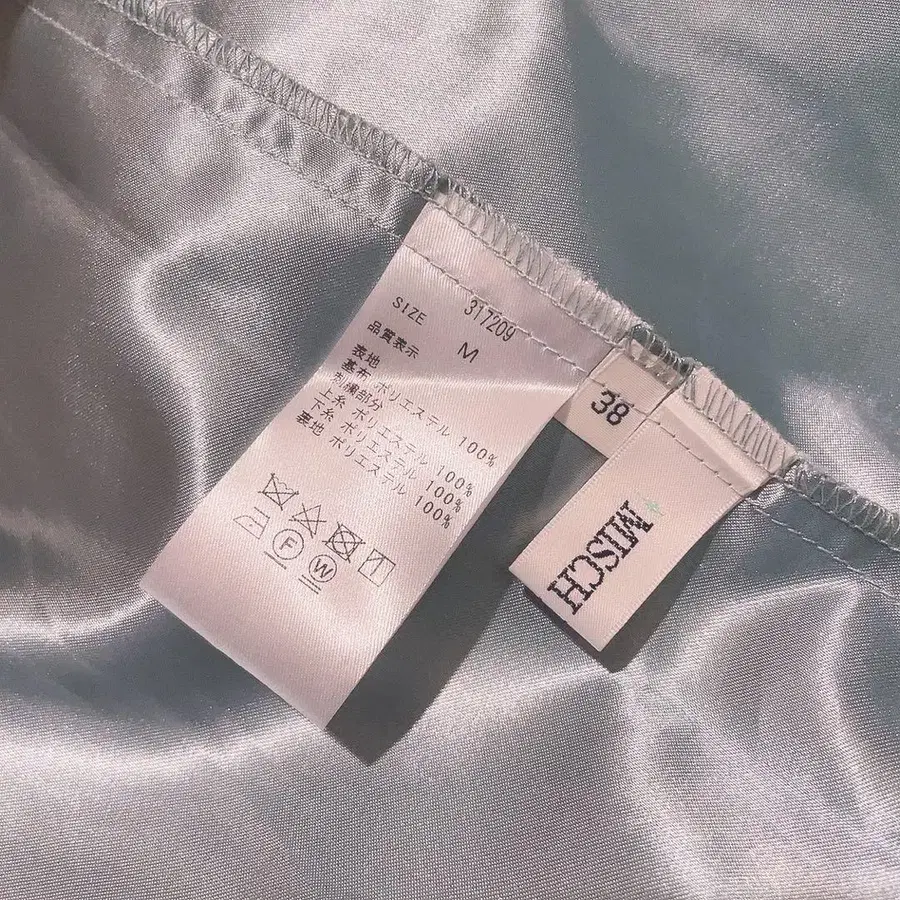 317209
SIZE M
品質表示
表地
基布 ポリエステル 100%
刺繍部分
上糸 ポリエステル 100%
下糸 ポリエステル 100%
裏地 ポリエステル 100%
F
W
38
MIISCH